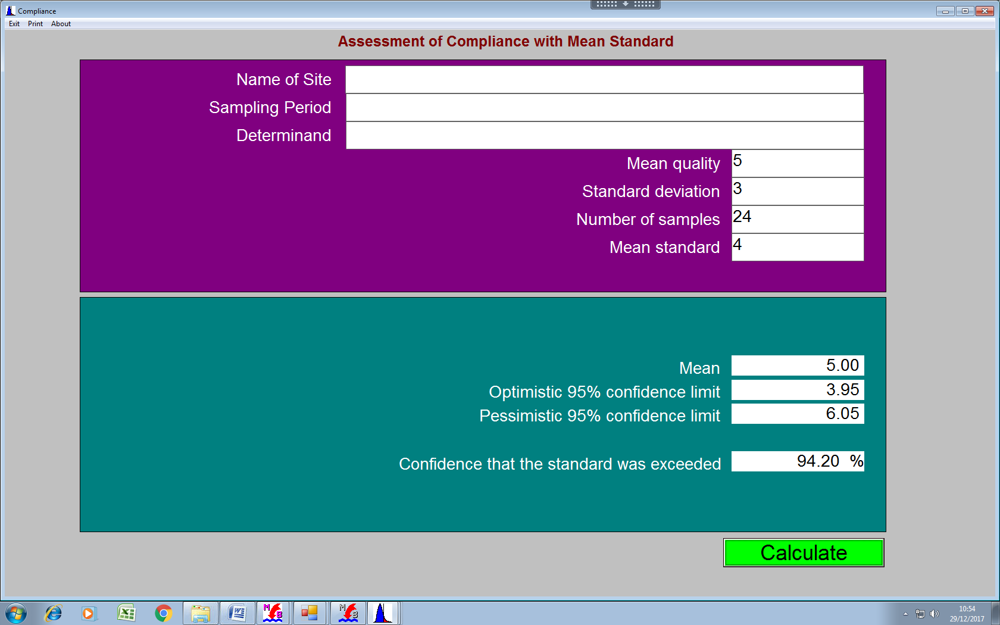 Compliance
Exit Print About
Assessment of Compliance with Mean Standard
Name of Site
Sampling Period
Determinand
Mean quality 5
Standard deviation 3
Number of samples 24
Mean standard 4
Mean 5.00
Optimistic 95% confidence limit 3.95
Pessimistic 95% confidence limit 6.05
Confidence that the standard was exceeded 94.20 %
Calculate
M B
M B
10:54
29/12/2017